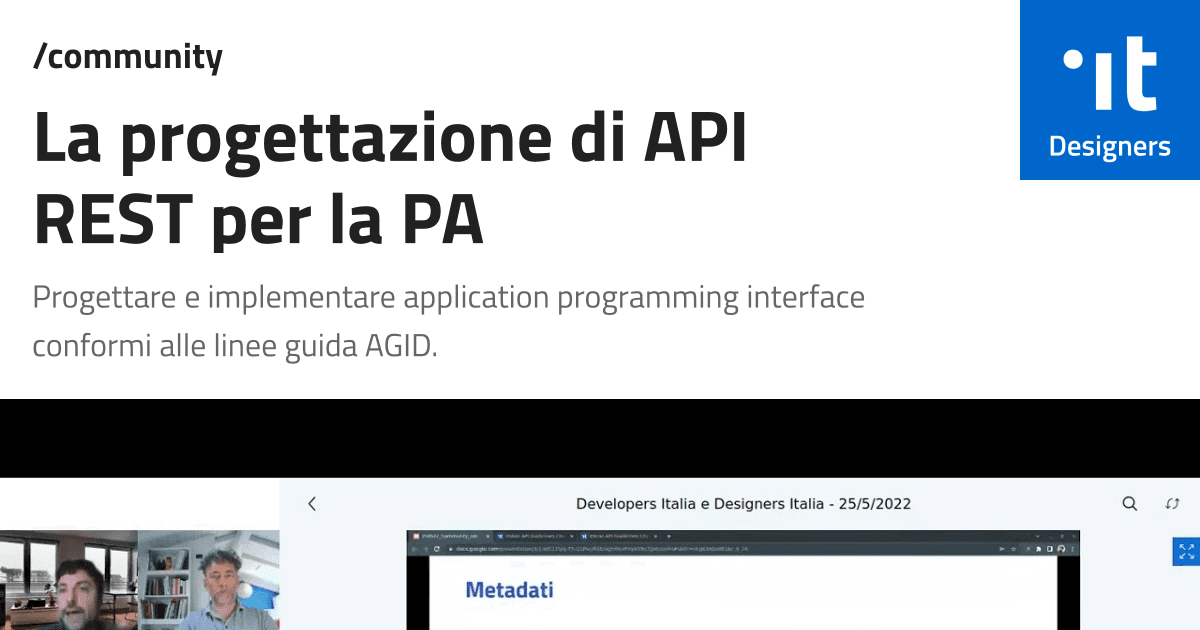 /community
La progettazione di API
REST per la PA
Progettare e implementare application programming interface
conformi alle linee guida AGID.
it
Designers
Developers Italia e Designers Italia - 25/5/2022
Metadati